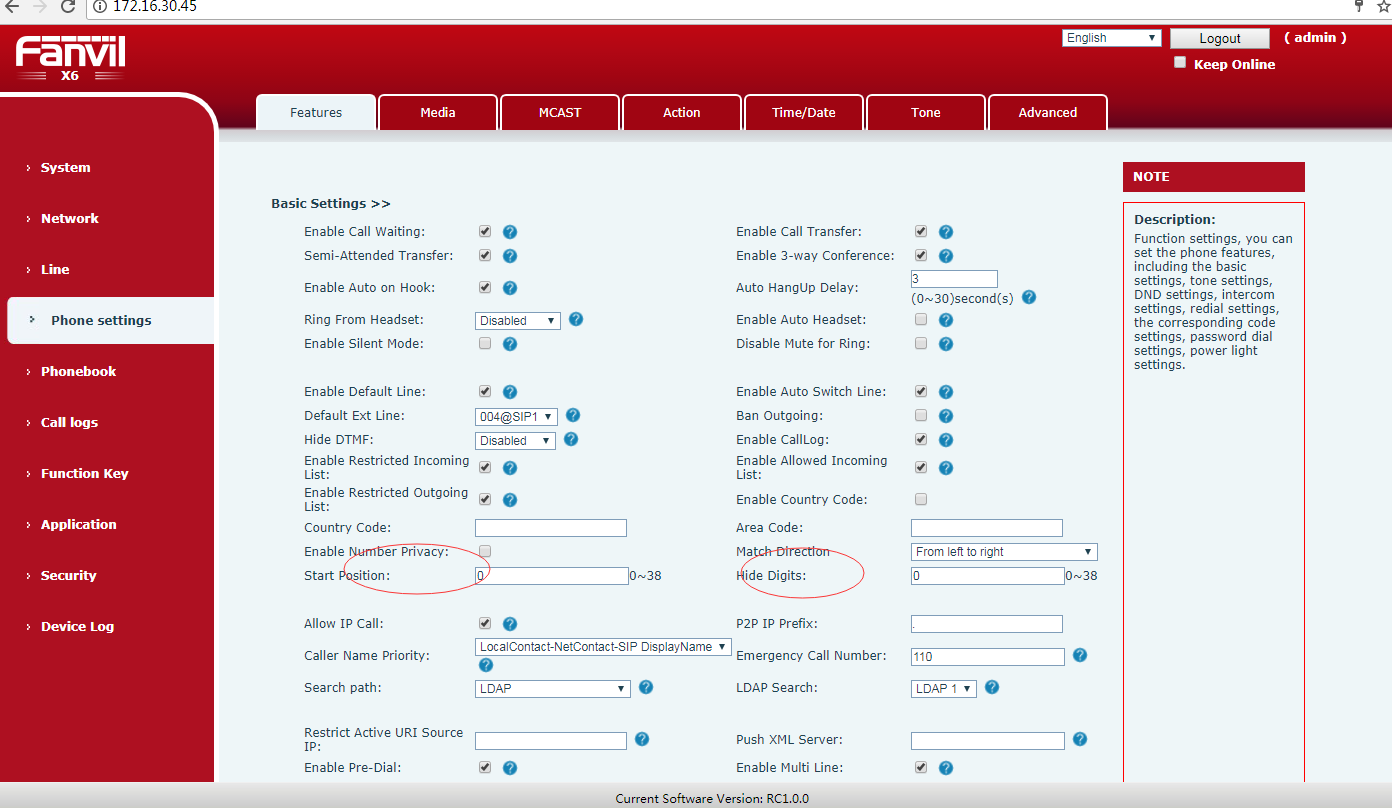 172.16.30.45
Fanvil
X6
English
Logout
( admin )
Keep Online
Features
Media
MCAST
Action
Time/Date
Tone
Advanced
System
Network
Line
Phone settings
Phonebook
Call logs
Function Key
Application
Security
Device Log
Basic Settings >>
Enable Call Waiting:
Enable Call Transfer:
Semi-Attended Transfer:
Enable 3-way Conference:
Enable Auto on Hook:
Auto HangUp Delay:
3
(0~30)second(s)
Ring From Headset:
Disabled
Enable Auto Headset:
Enable Silent Mode:
Disable Mute for Ring:
Enable Default Line:
Enable Auto Switch Line:
Default Ext Line:
004@SIP1
Ban Outgoing:
Hide DTMF:
Disabled
Enable CallLog:
Enable Restricted Incoming
List:
Enable Allowed Incoming
List:
Enable Restricted Outgoing
List:
Enable Country Code:
Country Code:
Area Code:
Enable Number Privacy:
Match Direction
From left to right
Start Position:
0
0~38
Hide Digits:
0
0~38
Allow IP Call:
P2P IP Prefix:
.
Caller Name Priority:
LocalContact-NetContact-SIP DisplayName
Emergency Call Number:
110
Search path:
LDAP
LDAP Search:
LDAP 1
Restrict Active URI Source
IP:
Push XML Server:
Enable Pre-Dial:
Enable Multi Line:
NOTE
Description:
Function settings, you can
set the phone features,
including the basic
settings, tone settings,
DND settings, intercom
settings, redial settings,
the corresponding code
settings, password dial
settings, power light
settings.
Current Software Version: RC1.0.0